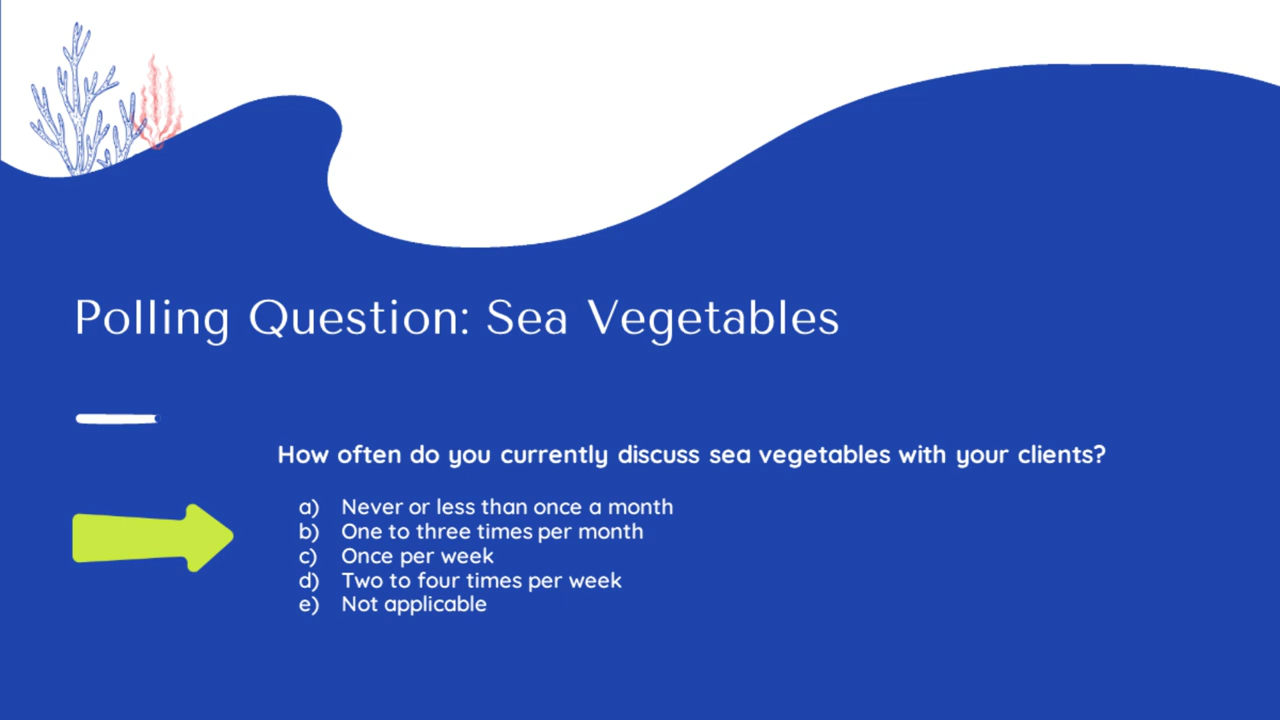 Polling Question: Sea Vegetables
How often do you currently discuss sea vegetables with your clients?
a) Never or less than once a month
b) One to three times per month
c) Once per week
d) Two to four times per week
e) Not applicable